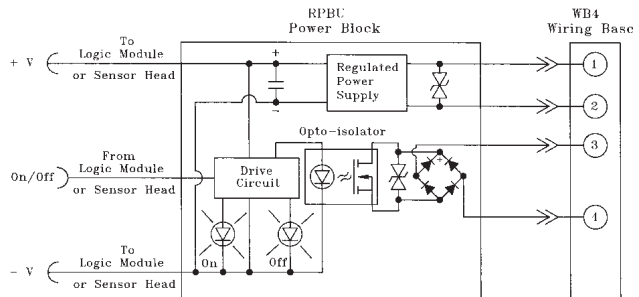 RPBU
Power Block
WB4
Wiring Base
+ V
To
Logic Module
or Sensor Head
+
-
Regulated
Power
Supply
1
2
Opto-isolator
3
From
On/Off
Logic Module
or Sensor Head
Drive
Circuit
+
4
To
- V
Logic Module
or Sensor Head
On
Off